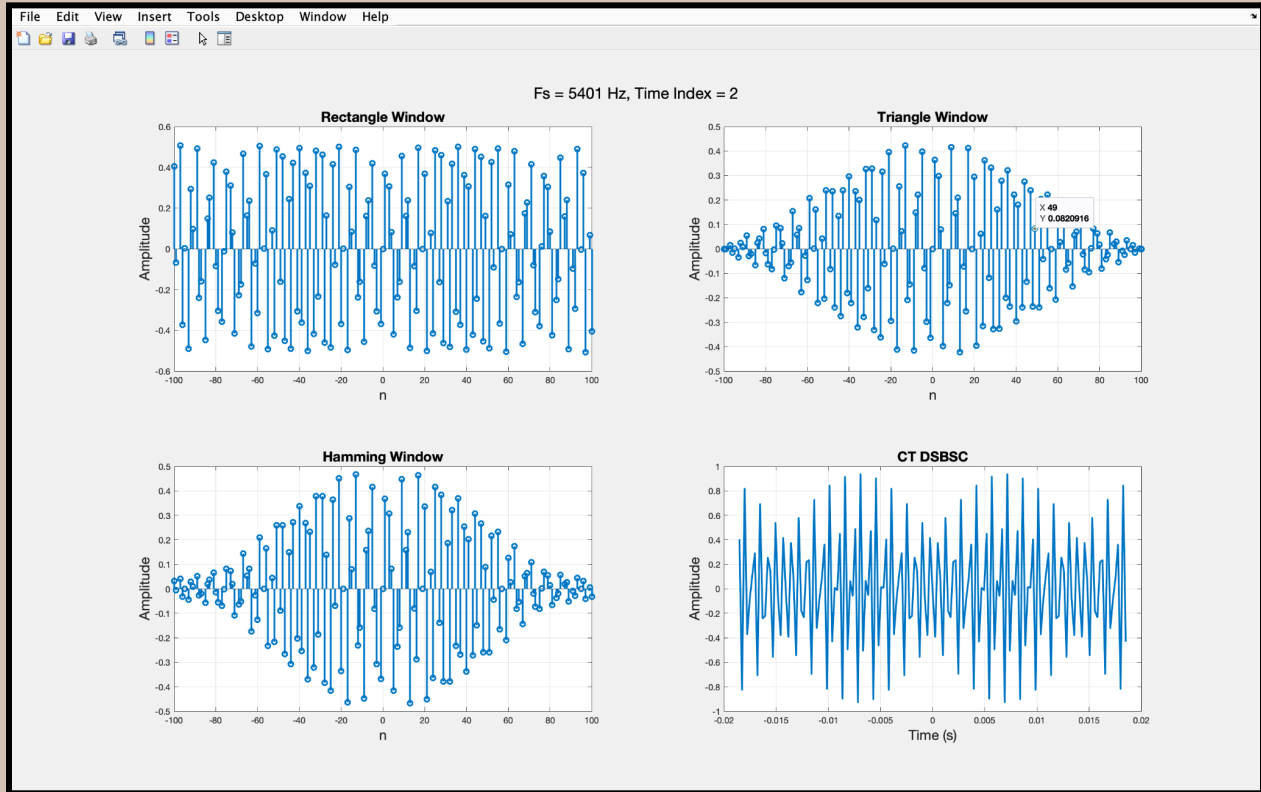 File Edit View Insert Tools Desktop Window Help
Fs = 5401 Hz, Time Index = 2
Rectangle Window
0.6
0.4
0.2
0
0.2
0.4
0.6
Amplitude
-100 -80 -60 -40 -20 0 20 40 60 80 100
n
Triangle Window
0.5
0.4
0.3
0.2
0.1
0
-0.1
-0.2
-0.3
-0.4
-0.5
Amplitude
X 49
Y 0.0820916
-100 -80 -60 -40 -20 0 20 40 60 80 100
n
Hamming Window
0.5
0.4
0.3
0.2
0.1
0
-0.1
-0.2
-0.3
-0.4
-0.5
Amplitude
-100 -80 -60 -40 -20 0 20 40 60 80 100
n
CT DSBSC
1
0.8
0.6
0.4
0.2
0
-0.2
-0.4
-0.6
-0.8
-1
Amplitude
-0.02 -0.015 -0.01 -0.005 0 0.005 0.01 0.015 0.02
Time (s)